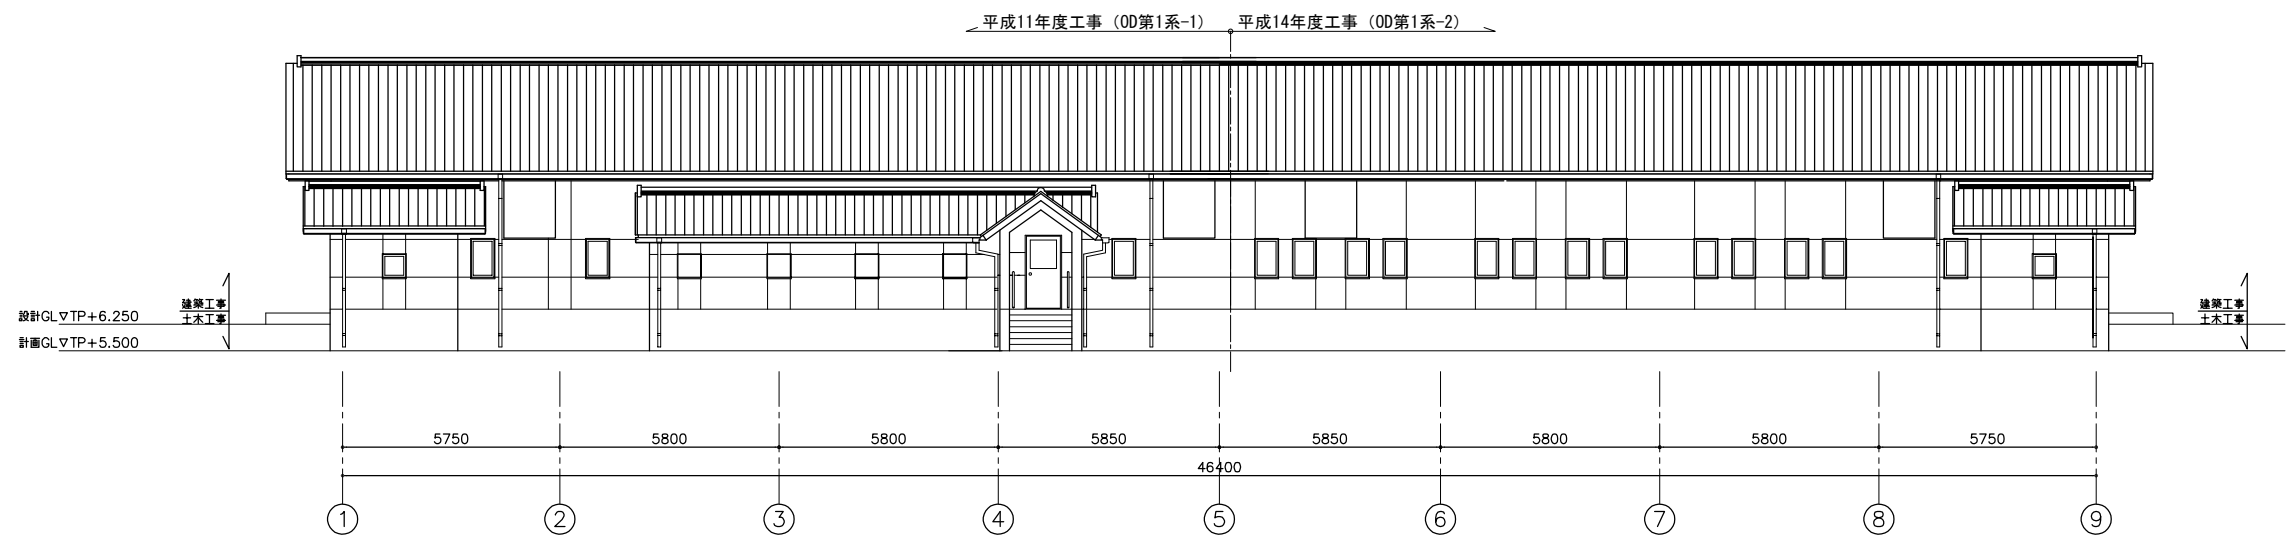 平成11年度工事（OD第1系-1） 平成14年度工事（OD第1系-2）
建築工事
土木工事
設計GL▽TP+6.250
計画GL▽TP+5.500
建築工事
土木工事
5750 5800 5800 5850 5850 5800 5800 5750
46400
1 2 3 4 5 6 7 8 9